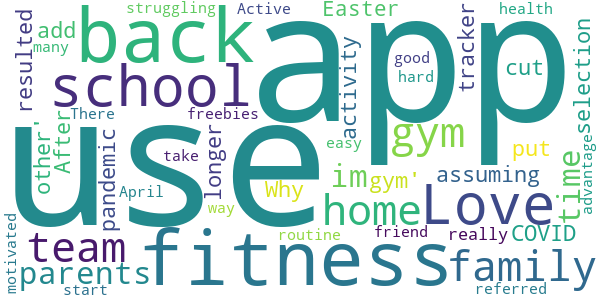 struggling Active Easter health
add back app tracker
many good
resulted school activity hard cut selection
There freebies
other' After use gym easy put
pandemic take longer Why im gym' assuming time advantage
April way home Love
team routine friend really COVID
motivated parents fitness family
start referred